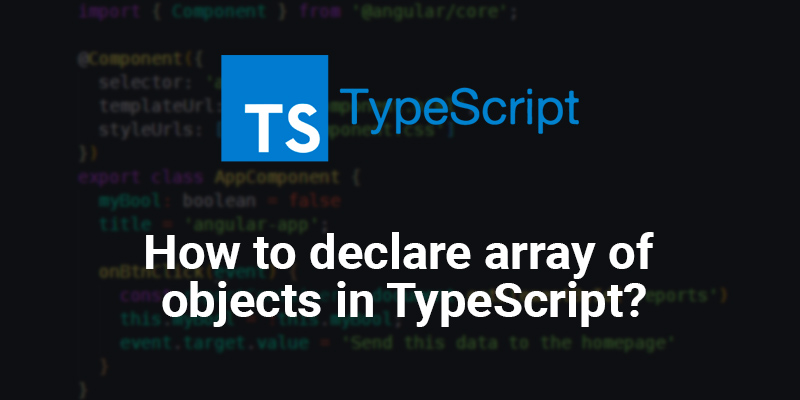 import { Component } from '@angular/core';
@Component({
selector:
templateUrl:
styleUrls: [
})
TS
TypeScript
export class AppComponent {
myBool: boolean = false
title = 'angular-app';
How to declare array of
objects in TypeScript?
event.target.value = 'Send this data to the homepage'
}
}